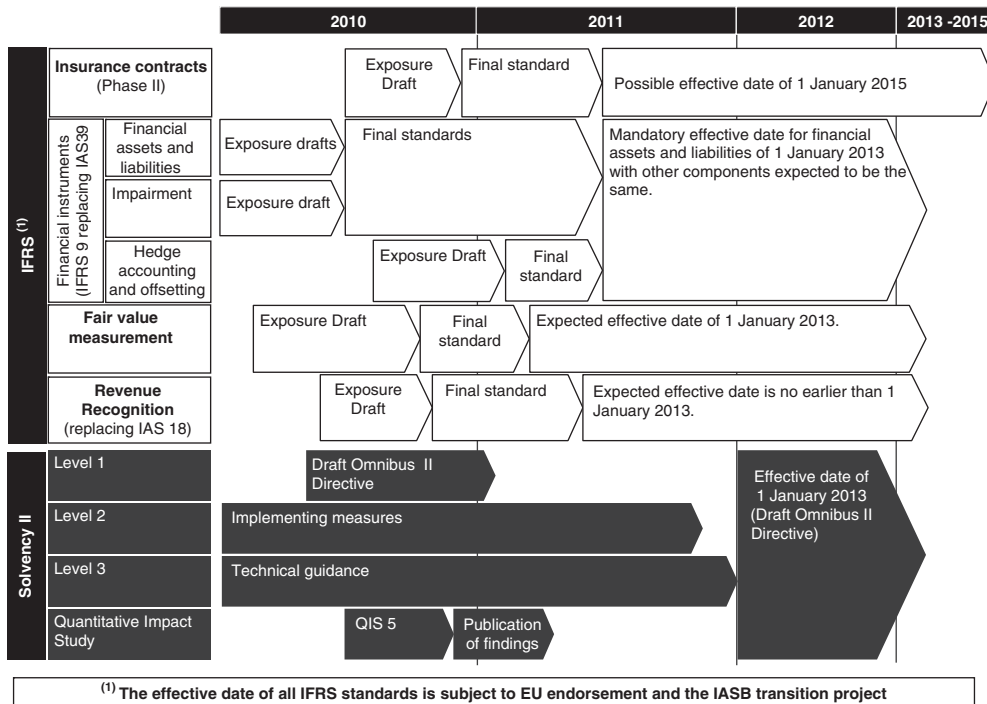 2010
2011
2012
2013 -2015
IFRS (1)
Insurance contracts
(Phase II)
Exposure
Draft
Final standard
Possible effective date of 1 January 2015
Financial instruments
(IFRS 9 replacing IAS39
Financial
assets and
liabilities
Exposure drafts
Final standards
Mandatory effective date for financial
assets and liabilities of 1 January 2013
with other components expected to be the
same.
Impairment
Exposure draft
Hedge
accounting
and offsetting
Exposure Draft
Final
standard
Fair value
measurement
Exposure Draft
Final
standard
Expected effective date of 1 January 2013.
Revenue
Recognition
(replacing IAS 18)
Exposure
Draft
Final standard
Expected effective date is no earlier than 1
January 2013.
Solvency II
Level 1
Draft Omnibus II
Directive
Effective date of
1 January 2013
(Draft Omnibus II
Directive)
Level 2
Implementing measures
Level 3
Technical guidance
Quantitative Impact
Study
QIS 5
Publication
of findings
(1) The effective date of all IFRS standards is subject to EU endorsement and the IASB transition project